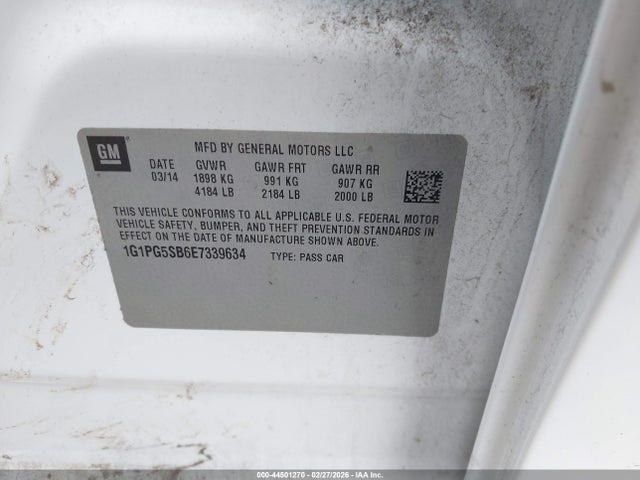 GM
MFD BY GENERAL MOTORS LLC
DATE GVWR GAWR FRT GAWR RR
03/14 1898 KG 991 KG 907 KG
4184 LB 2184 LB 2000 LB
THIS VEHICLE CONFORMS TO ALL APPLICABLE U.S. FEDERAL MOTOR
VEHICLE SAFETY, BUMPER, AND THEFT PREVENTION STANDARDS
IN EFFECT ON THE DATE OF MANUFACTURE SHOWN ABOVE.
1G1PG5SB6E7339634 TYPE: PASS CAR
000-44501270 - 02/27/2026 - IAA Inc.